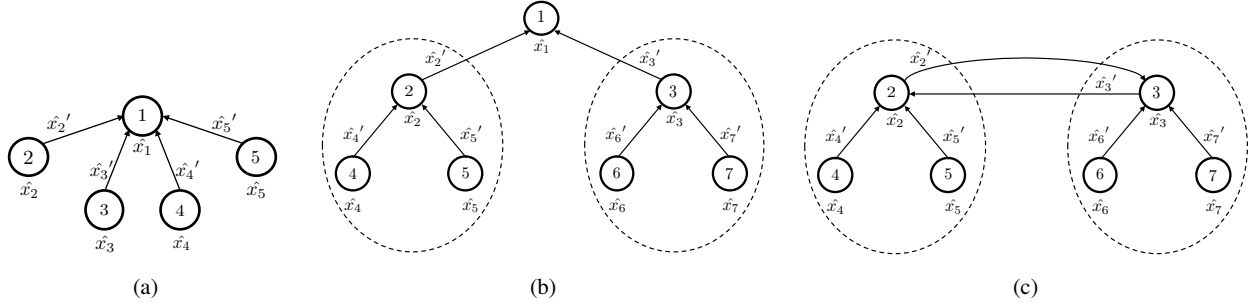 1
x̂₂′ x̂₅′
x̂₁
2 5
x̂₃′ x̂₄′
x̂₂ x̂₅
3 4
x̂₃ x̂₄
(a)
1
x̂₁
x̂₂′ x̂₃′
2 3
x̂₂ x̂₃
x̂₄′ x̂₅′ x̂₆′ x̂₇′
4 5 6 7
x̂₄ x̂₅ x̂₆ x̂₇
(b)
x̂₂′ x̂₃′
2 3
x̂₂ x̂₃
x̂₄′ x̂₅′ x̂₆′ x̂₇′
4 5 6 7
x̂₄ x̂₅ x̂₆ x̂₇
(c)